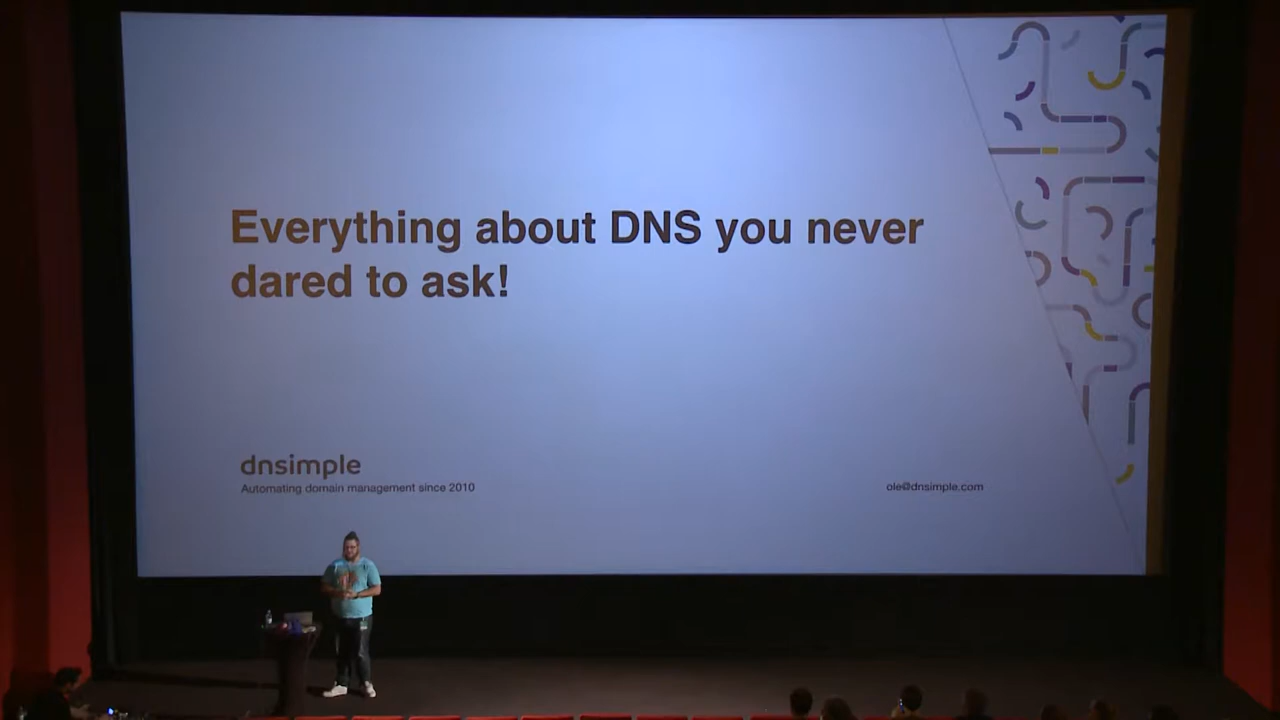 Everything about DNS you never
dared to ask!
dnsimple
Automating domain management since 2010
ole@dnsimple.com